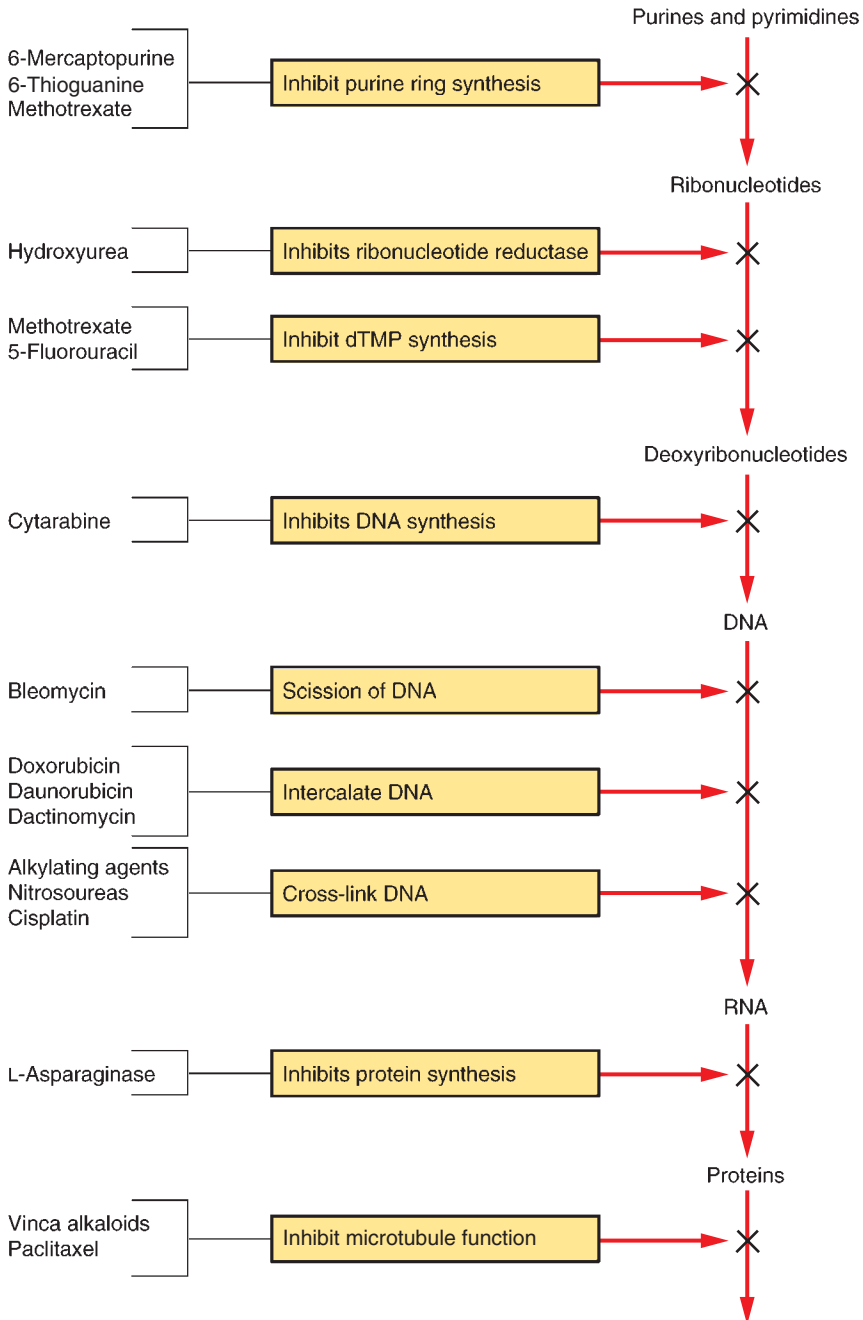 Purines and pyrimidines
6-Mercaptopurine
6-Thioguanine
Methotrexate
Inhibit purine ring synthesis
Ribonucleotides
Hydroxyurea
Inhibits ribonucleotide reductase
Methotrexate
5-Fluorouracil
Inhibit dTMP synthesis
Deoxyribonucleotides
Cytarabine
Inhibits DNA synthesis
DNA
Bleomycin
Scission of DNA
Doxorubicin
Daunorubicin
Dactinomycin
Intercalate DNA
Alkylating agents
Nitrosoureas
Cisplatin
Cross-link DNA
RNA
L-Asparaginase
Inhibits protein synthesis
Proteins
Vinca alkaloids
Paclitaxel
Inhibit microtubule function